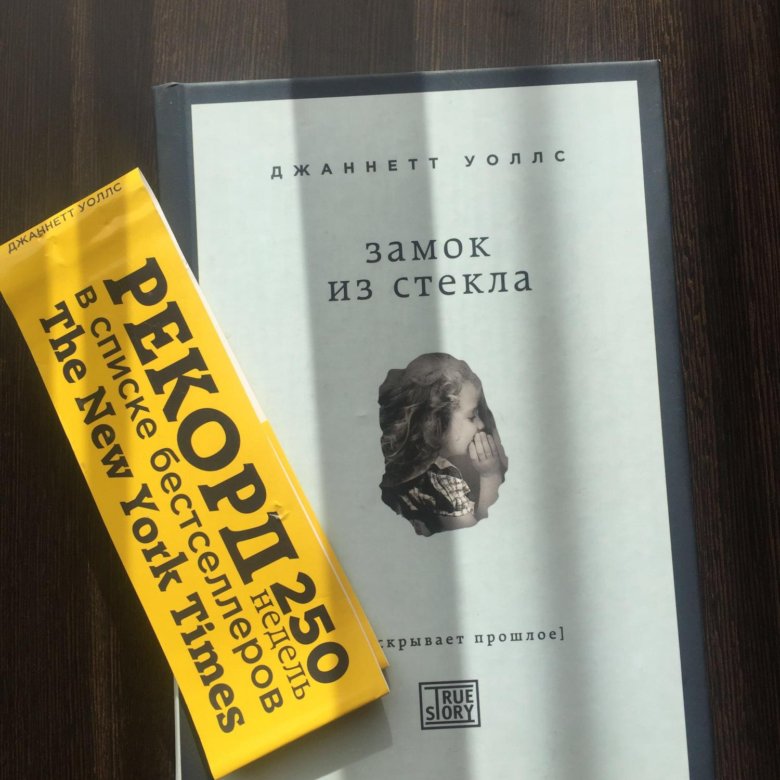 ДЖАННЕТТ УОЛЛС
замок
из стекла
скрывает прошлое]
TRUE
STORY
ДЖАННЕТТ УОЛЛС
РЕКОРД 250
недель
в списке бестселлеров
The New York Times